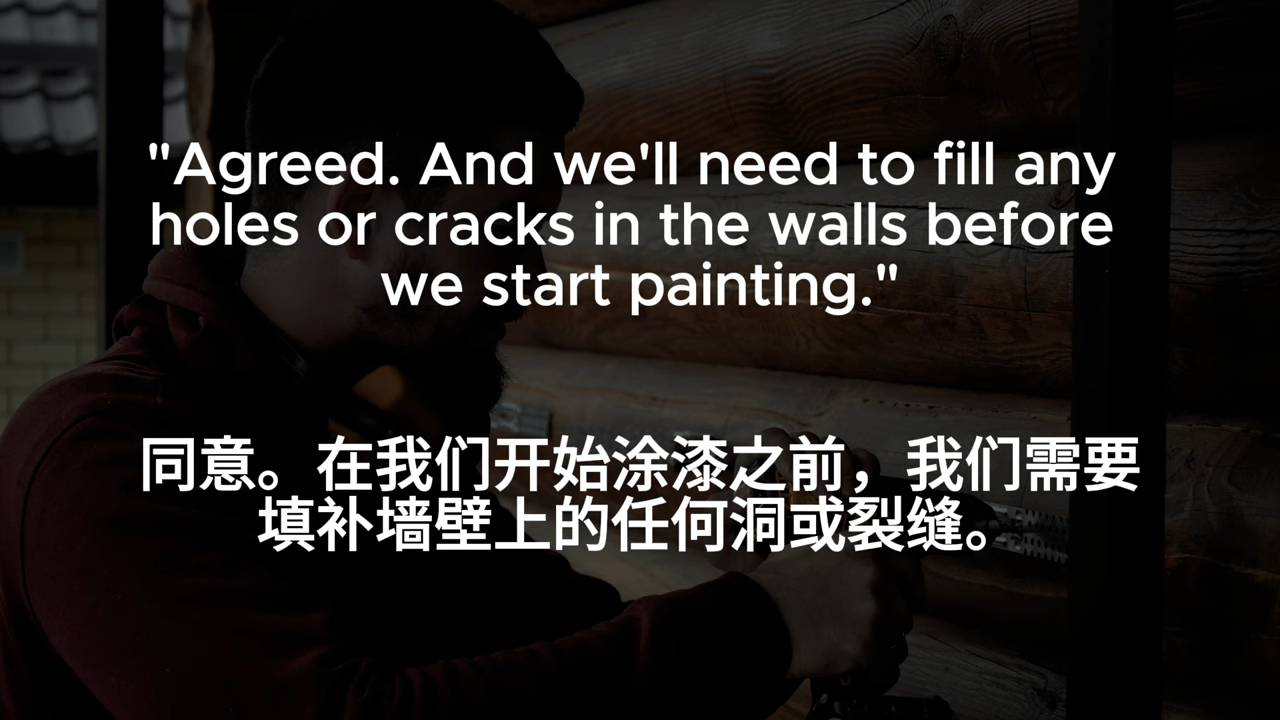 "Agreed. And we'll need to fill any
holes or cracks in the walls before
we start painting."
同意。在我们开始涂漆之前，我们需要
填补墙壁上的任何洞或裂缝。